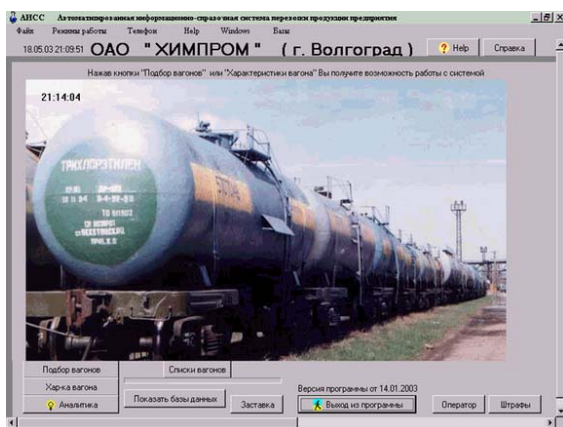 АИСС Автоматизированная информационно-справочная система перевозки продукции предприятия
Файл Режимы работы Телефон Help Windows Базы
18.05.03 21:09:51 ОАО "ХИМПРОМ" ( г. Волгоград ) Help Справка
Нажав кнопки "Подбор вагонов" или "Характеристики вагона" Вы получите возможность работы с системой
21:14:04
ТРИХЛОРЭТИЛЕН
Подбор вагонов Списки вагонов
Хар-ка вагона
Версия программы от 14.01.2003
Аналитика Показать базы данных Заставка Выход из программы Оператор Штрафы